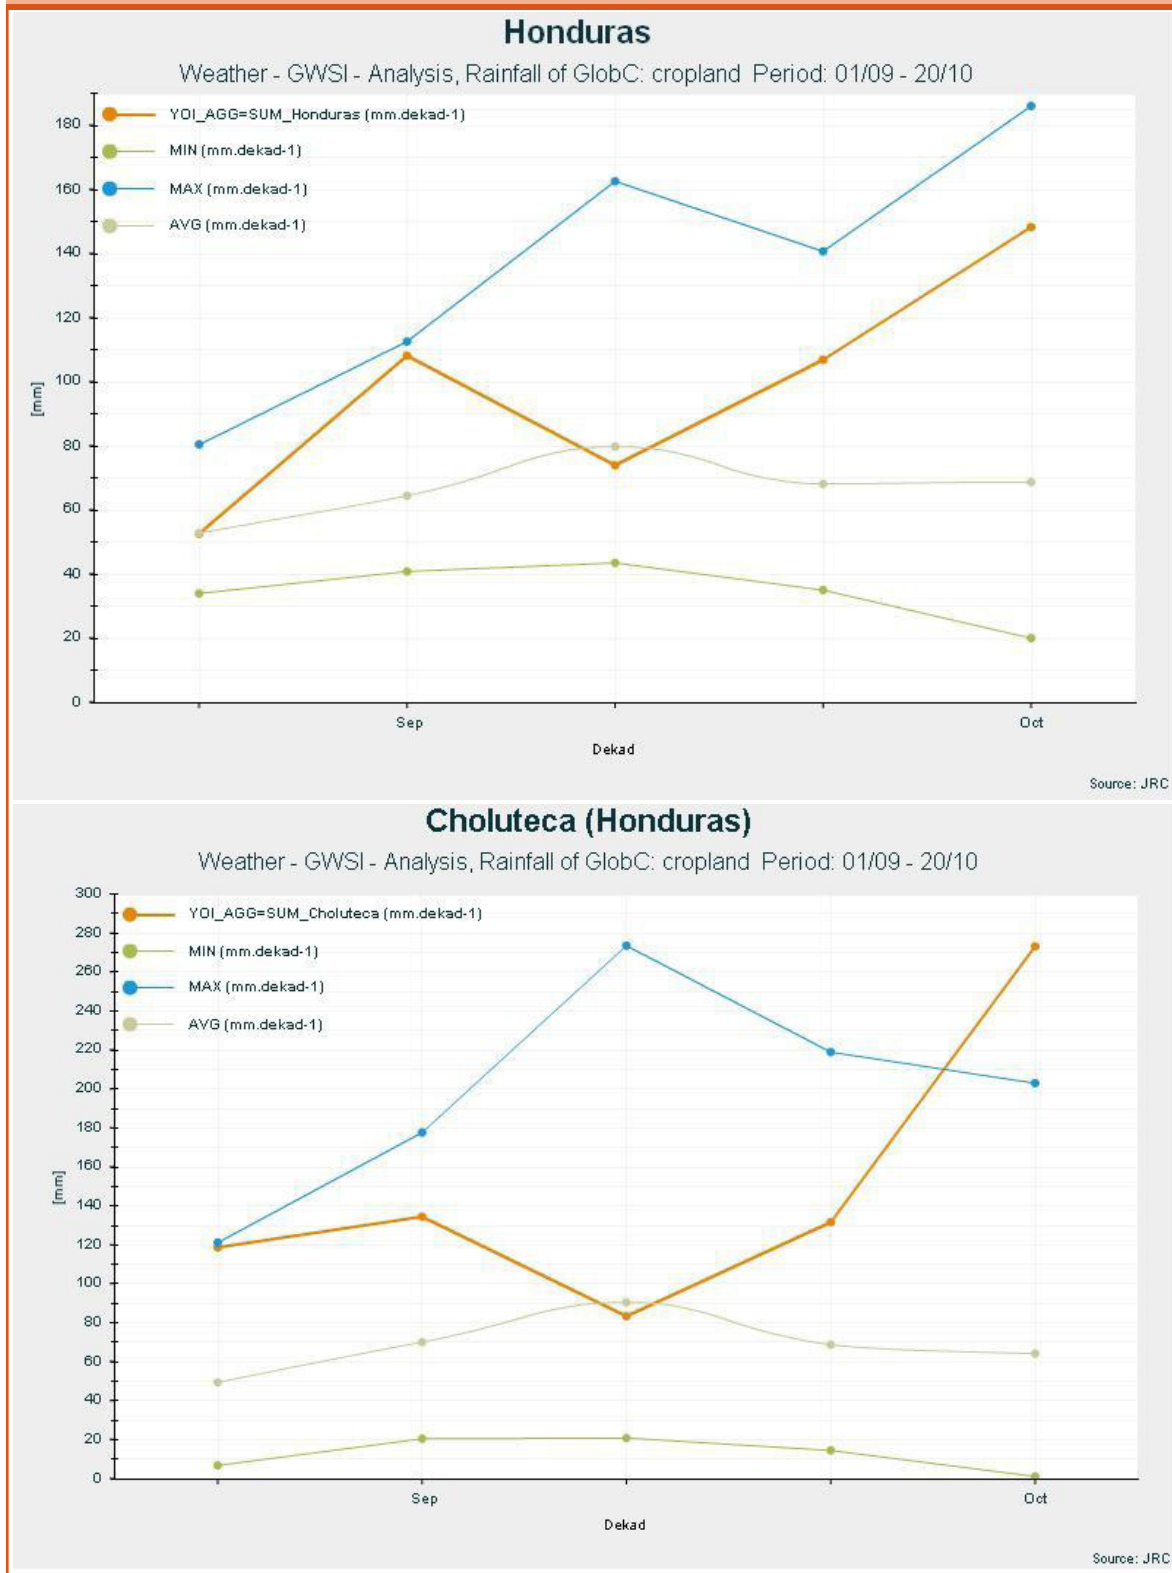 Honduras
Weather - GWSI - Analysis, Rainfall of GlobC: cropland Period: 01/09 - 20/10
YOI_AGG=SUM_Honduras (mm.dekad-1)
MIN (mm.dekad-1)
MAX (mm.dekad-1)
AVG (mm.dekad-1)
180
160
140
120
100
80
60
40
20
0
[mm]
Sep Oct
Dekad
Source: JRC
Choluteca (Honduras)
Weather - GWSI - Analysis, Rainfall of GlobC: cropland Period: 01/09 - 20/10
YOI_AGG=SUM_Choluteca (mm.dekad-1)
MIN (mm.dekad-1)
MAX (mm.dekad-1)
AVG (mm.dekad-1)
300
280
260
240
220
200
180
160
140
120
100
80
60
40
20
0
[mm]
Sep Oct
Dekad
Source: JRC